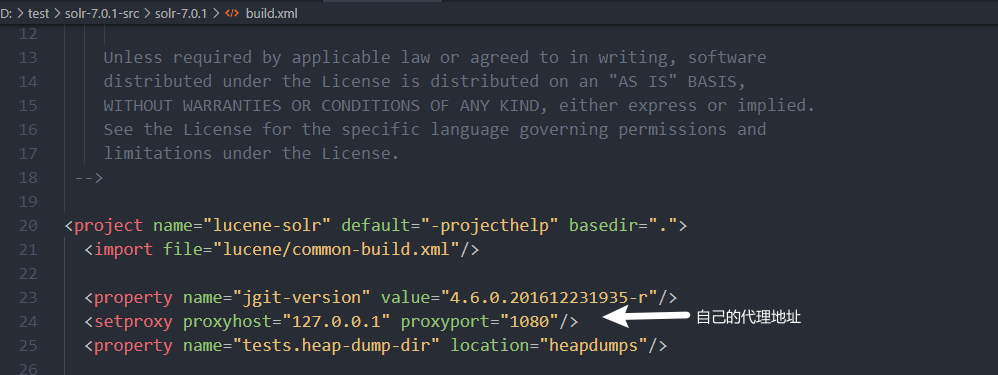 D: > test > solr-7.0.1-src > solr-7.0.1 > build.xml
12
13 Unless required by applicable law or agreed to in writing, software
14 distributed under the License is distributed on an "AS IS" BASIS,
15 WITHOUT WARRANTIES OR CONDITIONS OF ANY KIND, either express or implied.
16 See the License for the specific language governing permissions and
17 limitations under the License.
18 -->
19
20 <project name="lucene-solr" default="-projecthelp" basedir=".">
21 <import file="lucene/common-build.xml"/>
22
23 <property name="jgit-version" value="4.6.0.201612231935-r"/>
24 <setproxy proxyhost="127.0.0.1" proxyport="1080"/> 自己的代理地址
25 <property name="tests.heap-dump-dir" location="heapdumps"/>
26